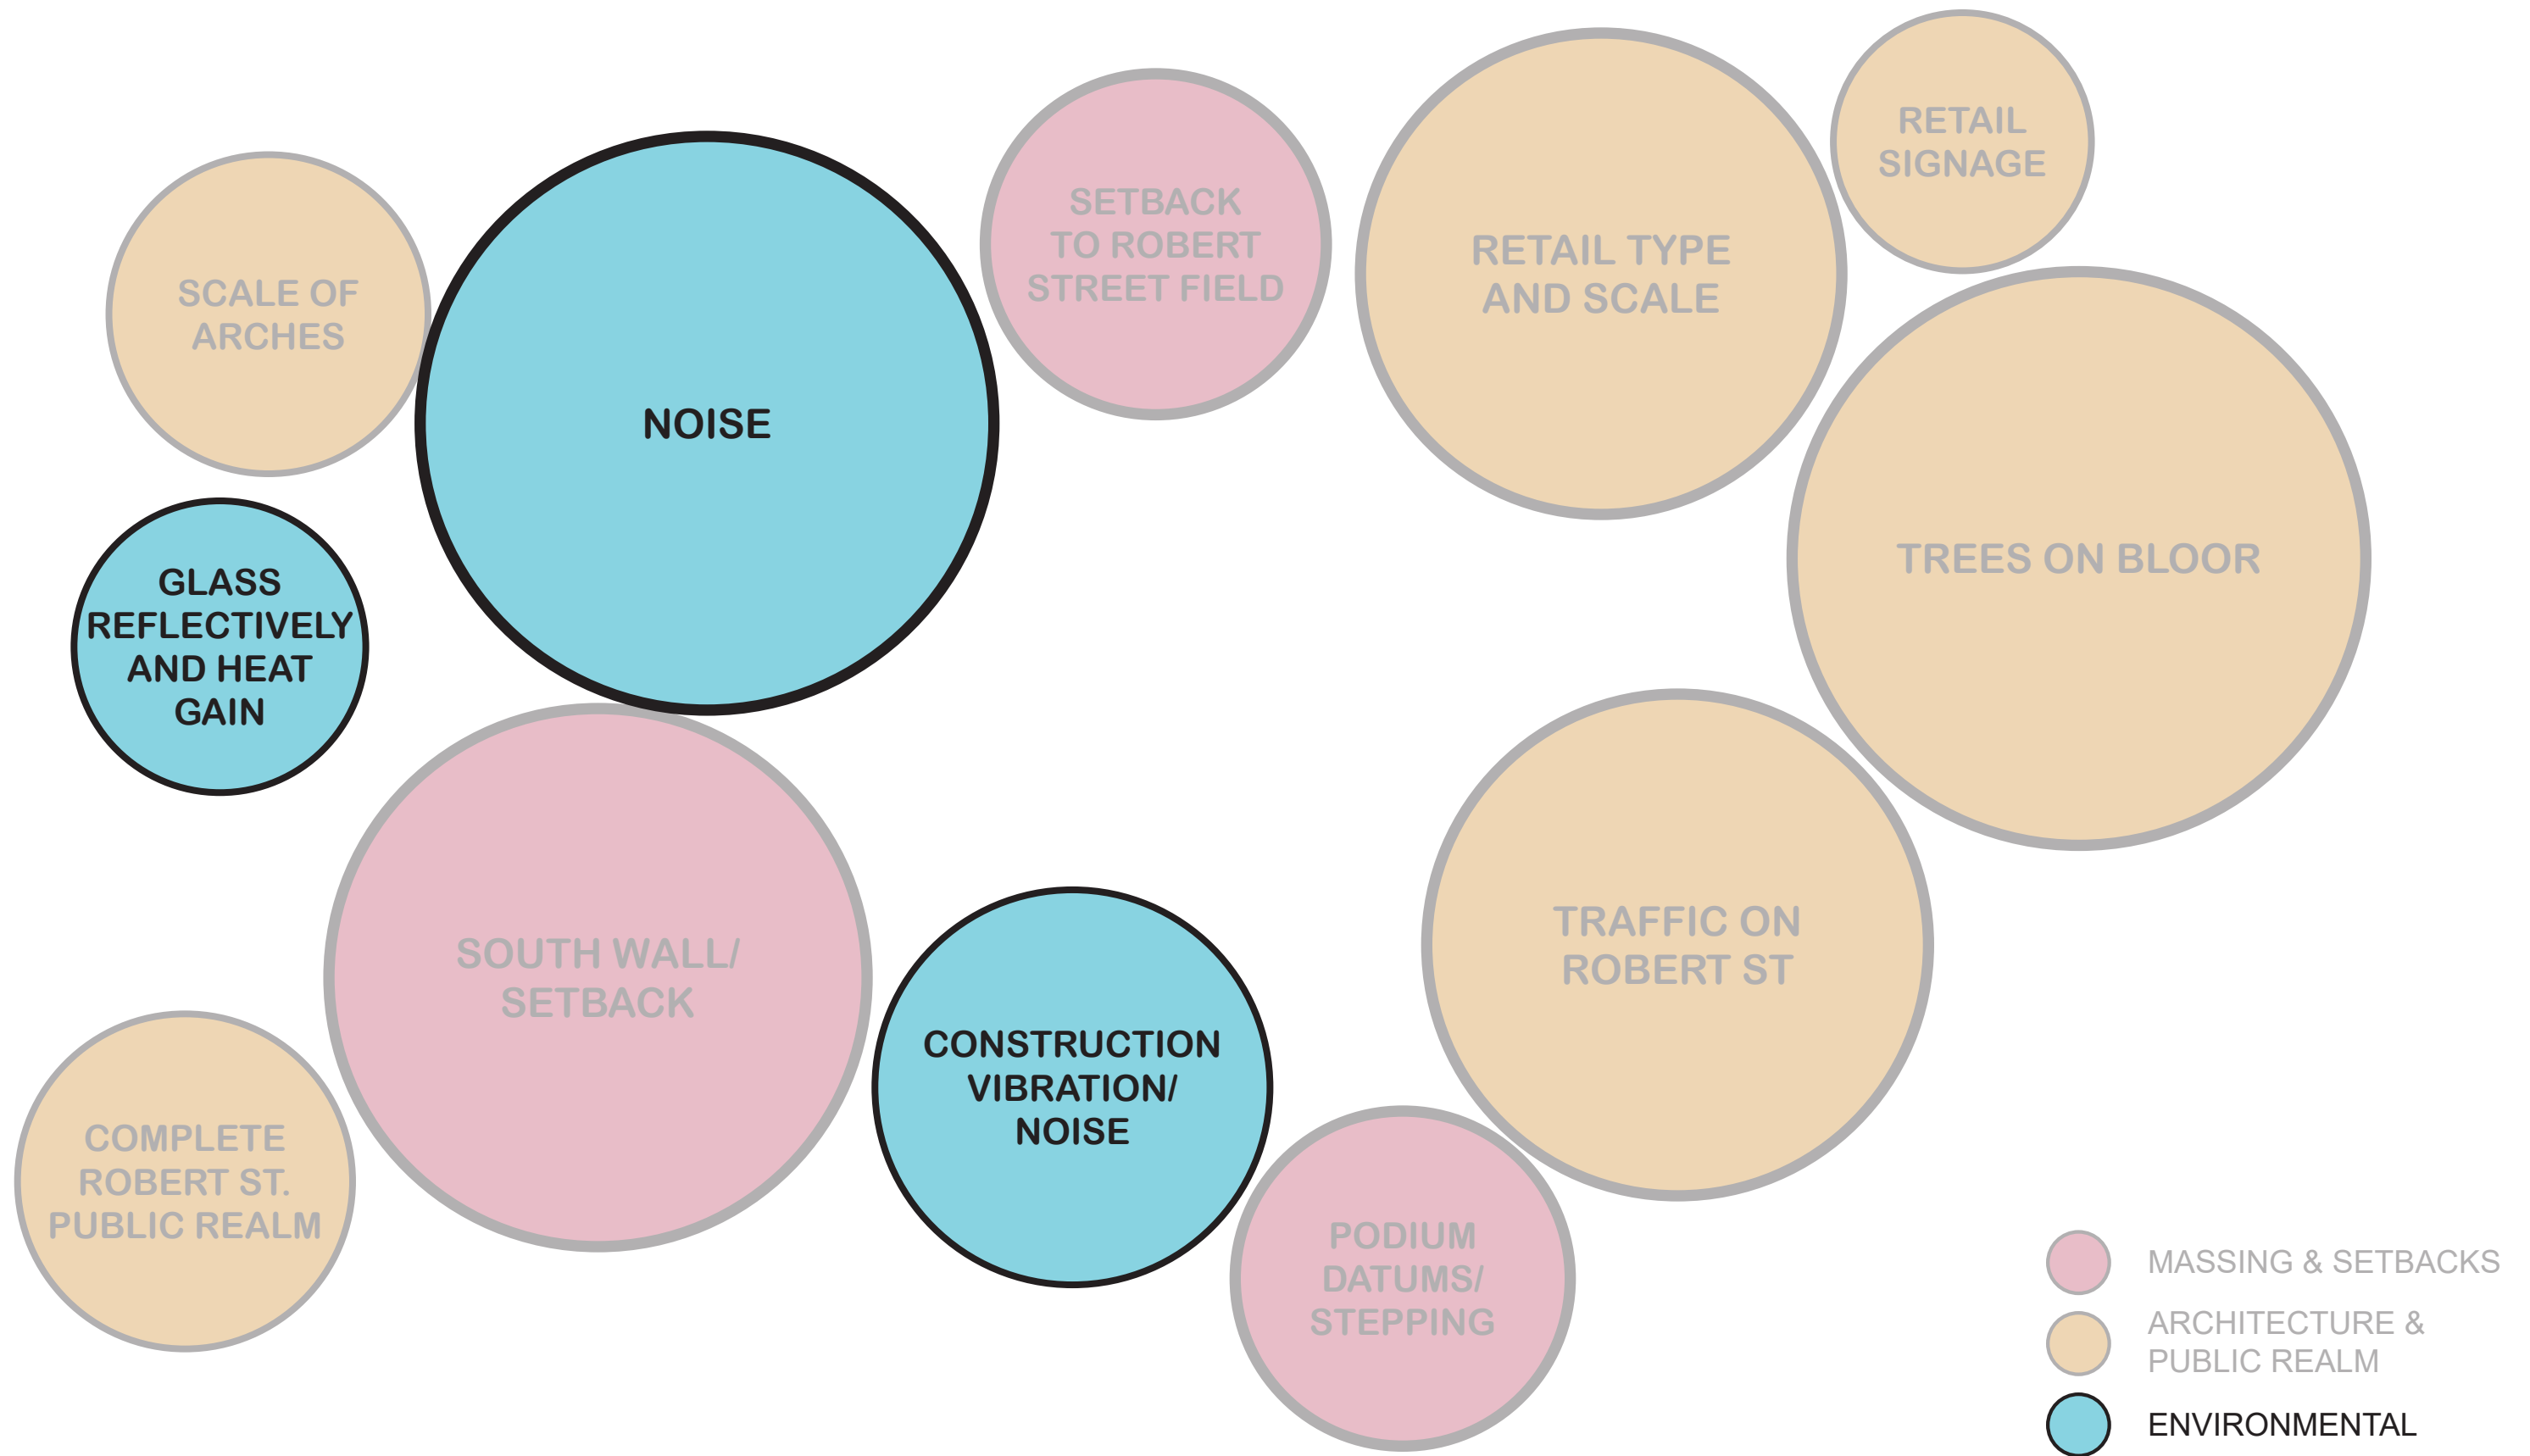 RETAIL
SIGNAGE
SETBACK
TO ROBERT
STREET FIELD
RETAIL TYPE
AND SCALE
SCALE OF
ARCHES
NOISE
TREES ON BLOOR
GLASS
REFLECTIVELY
AND HEAT
GAIN
SOUTH WALL/
SETBACK
TRAFFIC ON
ROBERT ST
CONSTRUCTION
VIBRATION/
NOISE
COMPLETE
ROBERT ST.
PUBLIC REALM
PODIUM
DATUMS/
STEPPING
MASSING & SETBACKS
ARCHITECTURE &
PUBLIC REALM
ENVIRONMENTAL